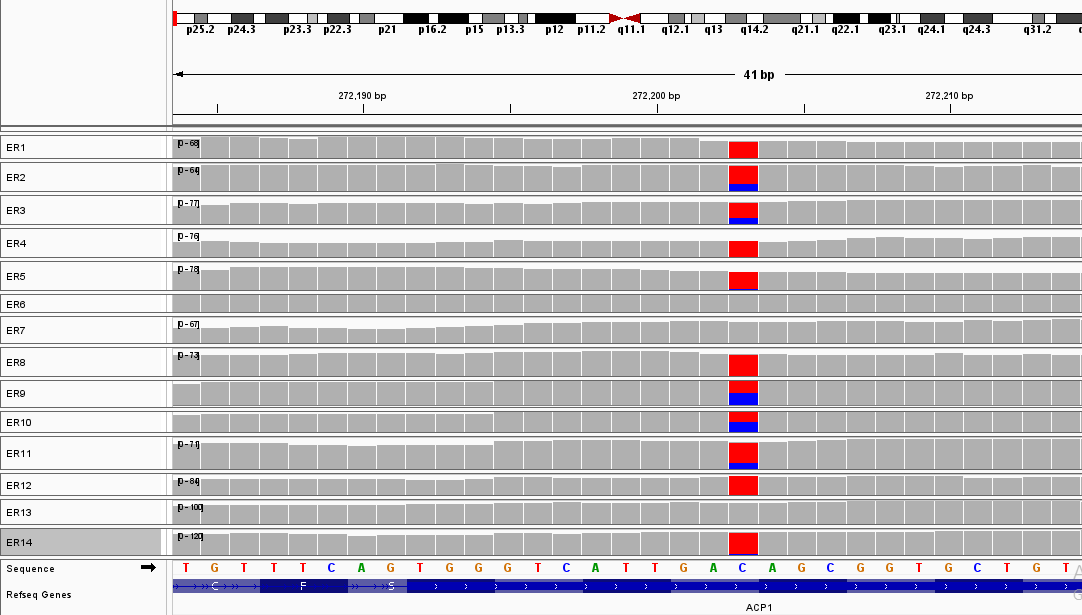 p25.2 p24.3 p23.3 p22.3 p21 p16.2 p15 p13.3 p12 p11.2 q11.1 q12.1 q13 q14.2 q21.1 q22.1 q23.1 q24.1 q24.3 q31.2
41 bp
272,190 bp 272,200 bp 272,210 bp
ER1 [0 - 68]
ER2 [0 - 64]
ER3 [0 - 77]
ER4 [0 - 76]
ER5 [0 - 78]
ER6
ER7 [0 - 67]
ER8 [0 - 73]
ER9
ER10
ER11 [0 - 71]
ER12 [0 - 84]
ER13 [0 - 100]
ER14 [0 - 120]
Sequence T G T T T C A G T G G G T C A T T G A C A G C G G T G C T G T
C F S
Refseq Genes
ACP1